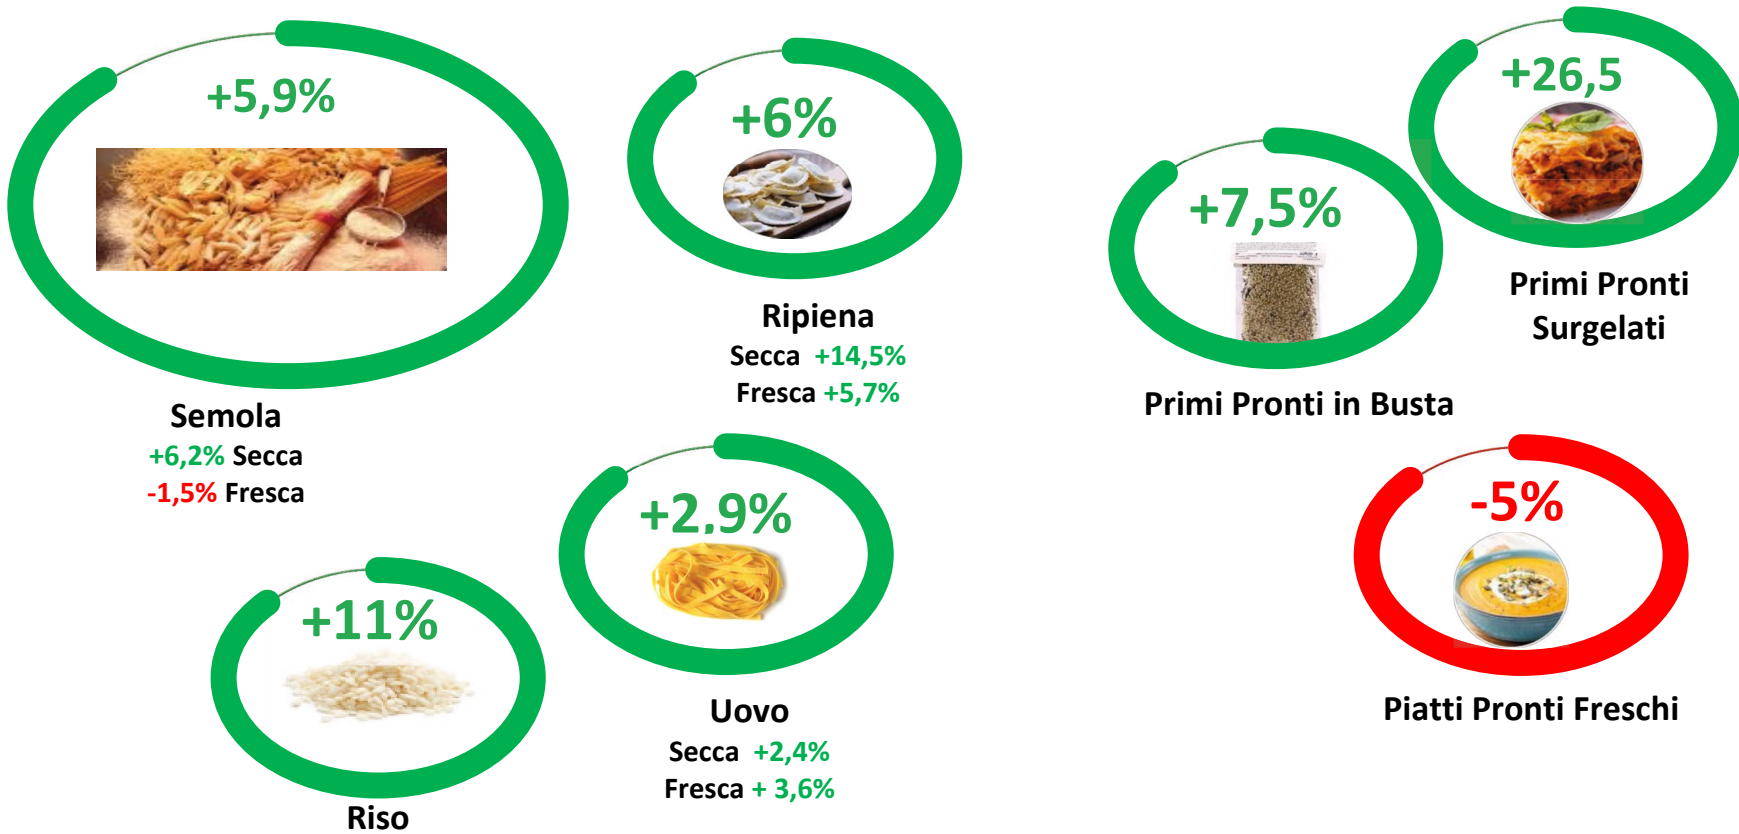 +5,9%
Semola
+6,2% Secca
-1,5% Fresca
+6%
Ripiena
Secca +14,5%
Fresca +5,7%
+11%
Riso
+2,9%
Uovo
Secca +2,4%
Fresca + 3,6%
+7,5%
Primi Pronti in Busta
+26,5
Primi Pronti
Surgelati
-5%
Piatti Pronti Freschi